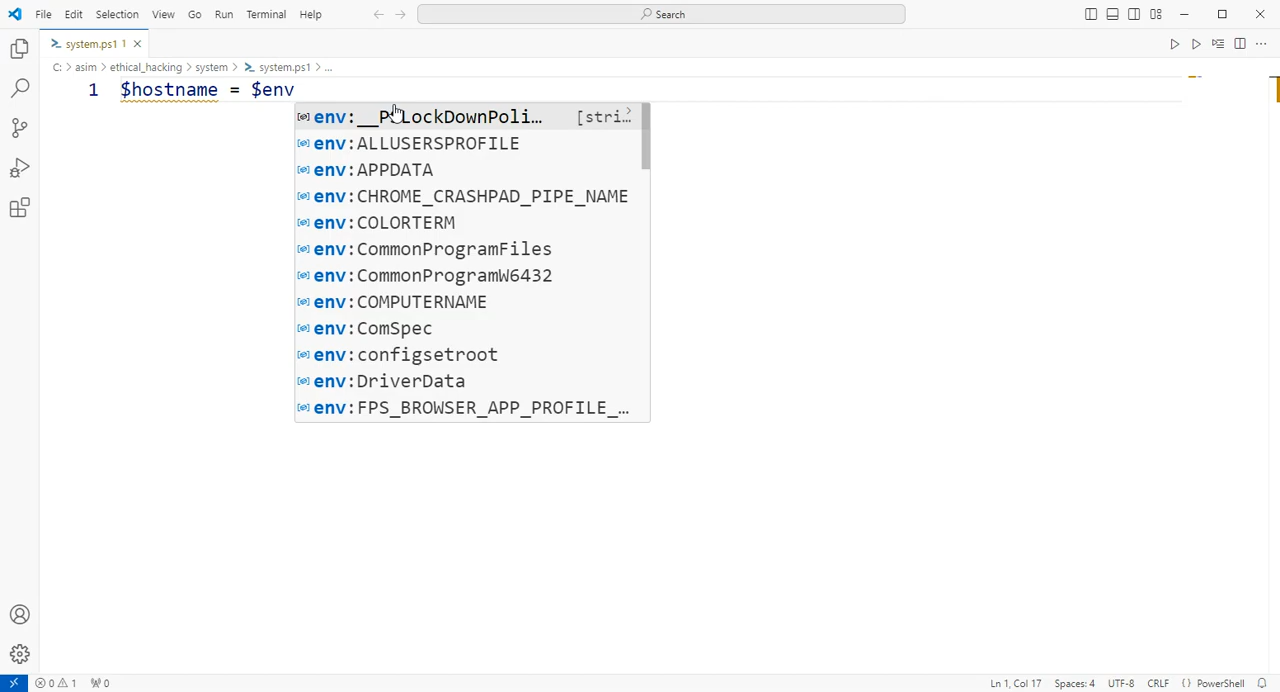 File Edit Selection View Go Run Terminal Help
Search
system.ps1 1
C: > asim > ethical_hacking > system > system.ps1 > ...
1 $hostname = $env
env:__PSLockDownPoli... [stri...
env:ALLUSERSPROFILE
env:APPDATA
env:CHROME_CRASHPAD_PIPE_NAME
env:COLORTERM
env:CommonProgramFiles
env:CommonProgramW6432
env:COMPUTERNAME
env:ComSpec
env:configsetroot
env:DriverData
env:FPS_BROWSER_APP_PROFILE_...
0 1 0 Ln 1, Col 17 Spaces: 4 UTF-8 CRLF {} PowerShell